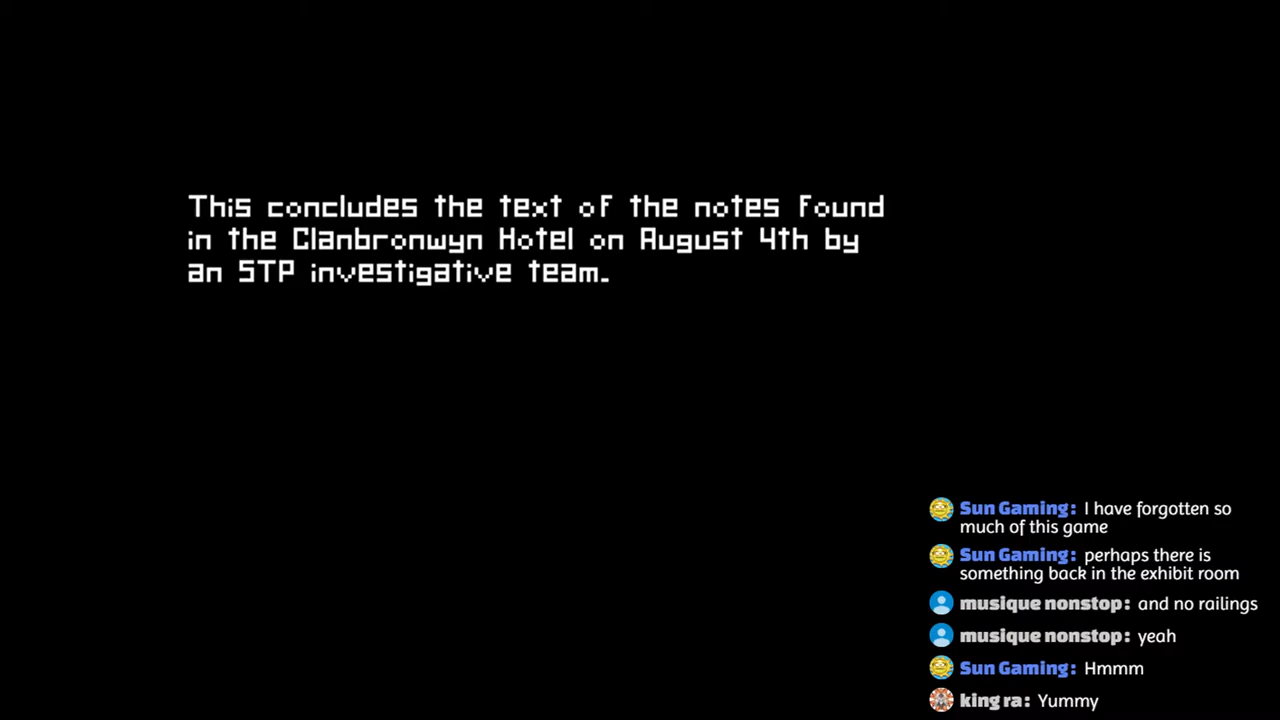 This concludes the text of the notes found
in the Clanbronwyn Hotel on August 4th by
an STP investigative team.
Sun Gaming: I have forgotten so
much of this game
Sun Gaming: perhaps there is
something back in the exhibit room
musique nonstop: and no railings
musique nonstop: yeah
Sun Gaming: Hmmm
king ra: Yummy